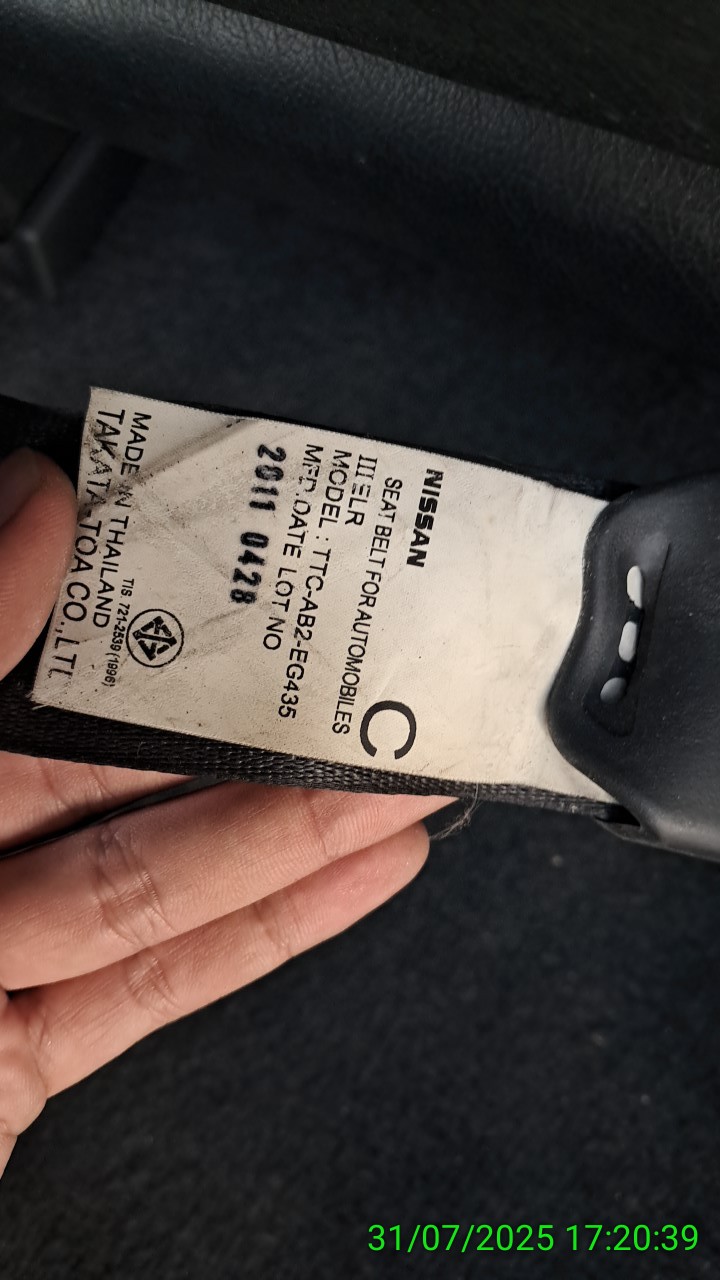 NISSAN
SEAT BELT FOR AUTOMOBILES
III ELR
C
MODEL : TTC-AB2-EG435
MFD.DATE LOT NO
2011 0428
TIS 721-2539 (1996)
MADE IN THAILAND
TAKATA-TOA CO.,LTD.
31/07/2025 17:20:39